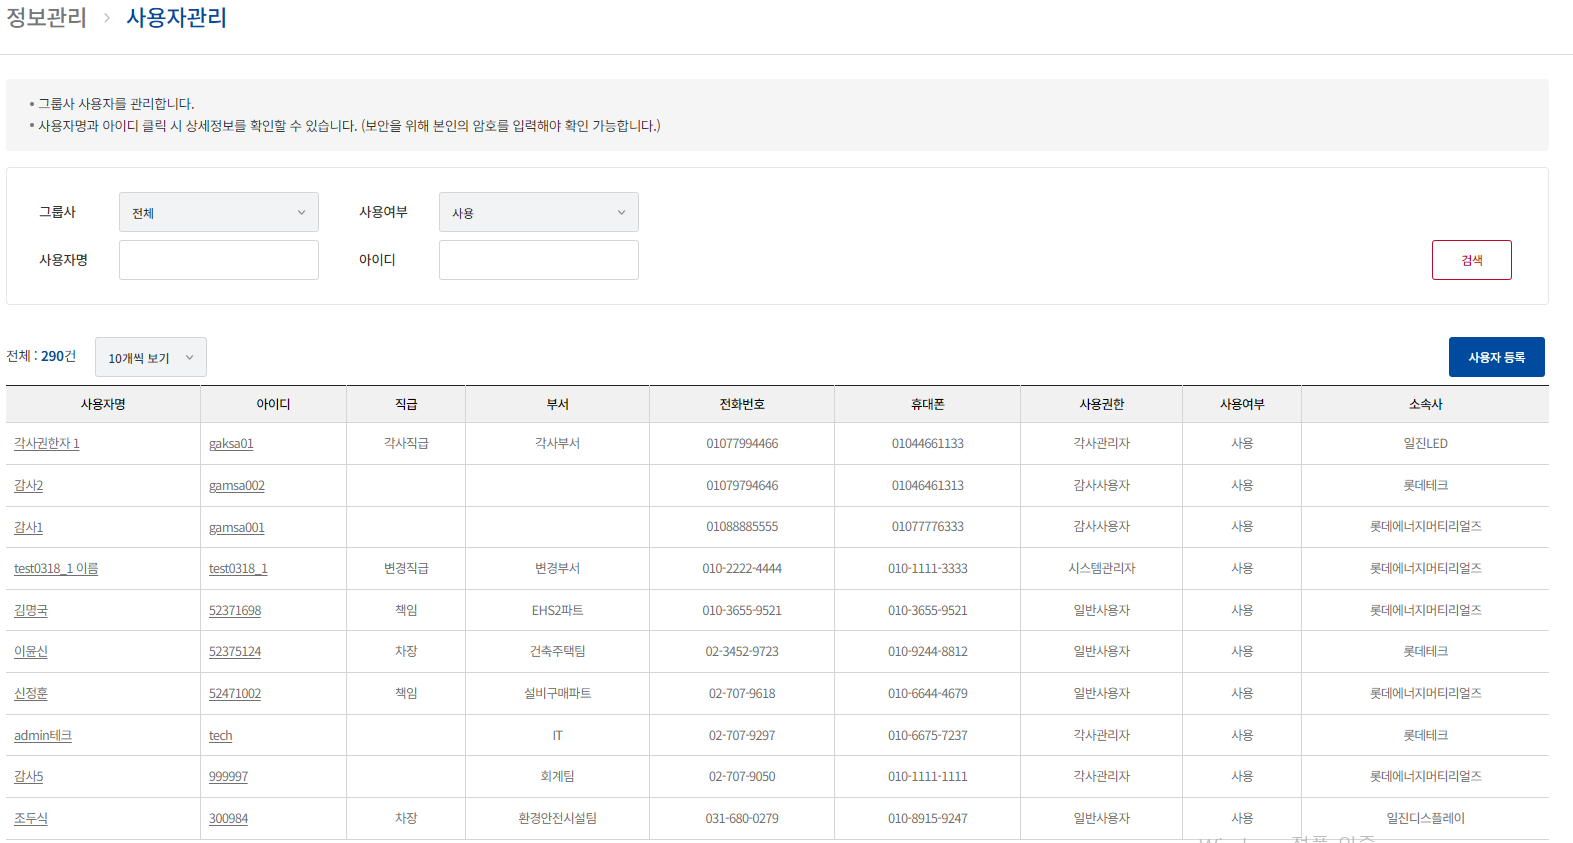 정보관리 > 사용자관리
• 그룹사 사용자를 관리합니다.
• 사용자명과 아이디 클릭 시 상세정보를 확인할 수 있습니다. (보안을 위해 본인의 암호를 입력해야 확인 가능합니다.)
그룹사 전체 사용여부 사용
사용자명 아이디 검색
전체 : 290건 10개씩 보기 사용자 등록
사용자명 아이디 직급 부서 전화번호 휴대폰 사용권한 사용여부 소속사
각사권한자 1 gaksa01 각사직급 각사부서 01077994466 01044661133 각사관리자 사용 일진LED
감사2 gamsa002 01079794646 01046461313 감사사용자 사용 롯데테크
감사1 gamsa001 01088885555 01077776333 감사사용자 사용 롯데에너지머티리얼즈
test0318_1 이름 test0318_1 변경직급 변경부서 010-2222-4444 010-1111-3333 시스템관리자 사용 롯데에너지머티리얼즈
김명국 52371698 책임 EHS2파트 010-3655-9521 010-3655-9521 일반사용자 사용 롯데에너지머티리얼즈
이윤신 52375124 차장 건축주택팀 02-3452-9723 010-9244-8812 일반사용자 사용 롯데테크
신정훈 52471002 책임 설비구매파트 02-707-9618 010-6644-4679 일반사용자 사용 롯데에너지머티리얼즈
admin테크 tech IT 02-707-9297 010-6675-7237 각사관리자 사용 롯데테크
감사5 999997 회계팀 02-707-9050 010-1111-1111 각사관리자 사용 롯데에너지머티리얼즈
조두식 300984 차장 환경안전시설팀 031-680-0279 010-8915-9247 일반사용자 사용 일진디스플레이
Windows 정품 인증